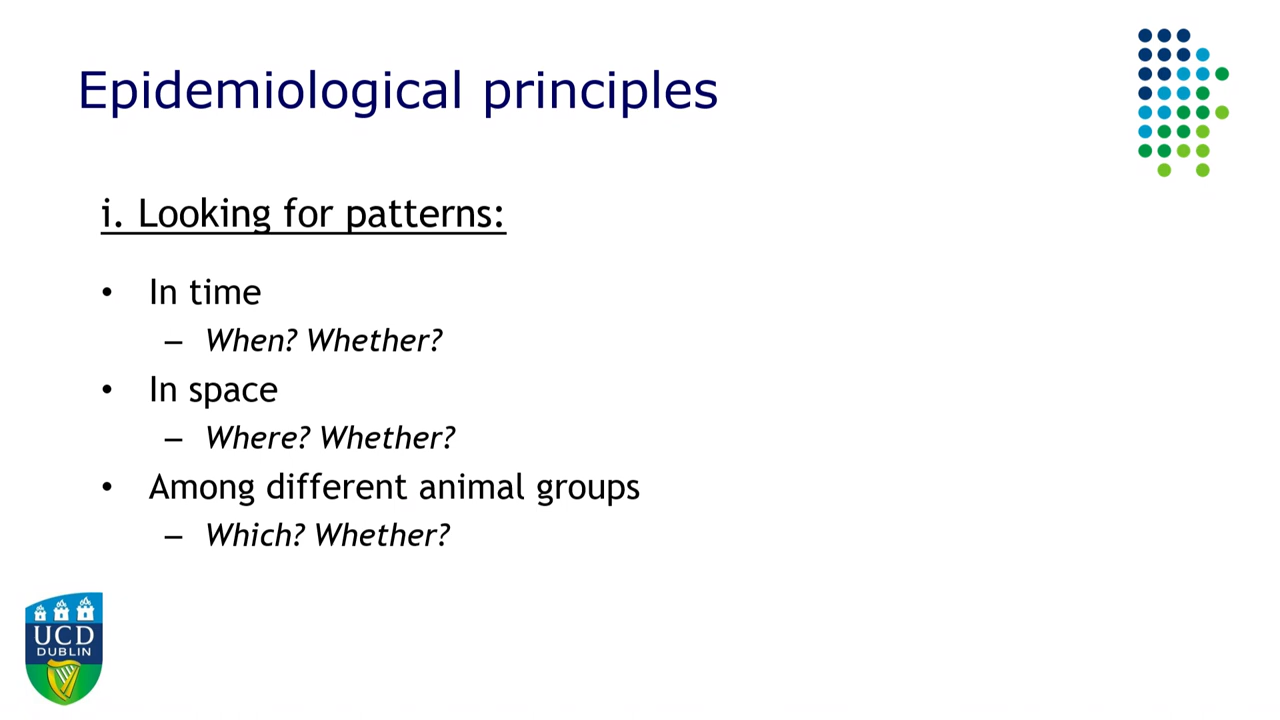 Epidemiological principles
i. Looking for patterns:
• In time
– When? Whether?
• In space
– Where? Whether?
• Among different animal groups
– Which? Whether?
UCD
DUBLIN